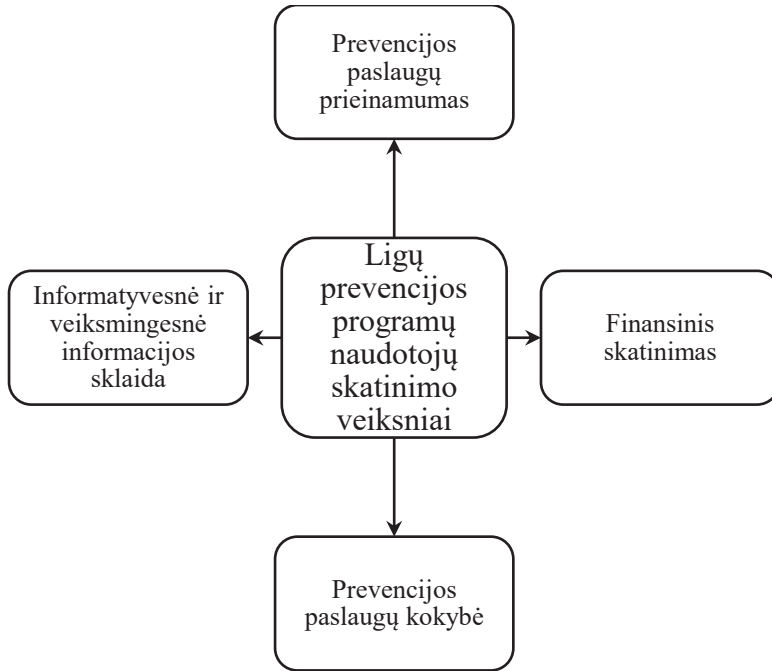 Prevencijos
paslaugų
prieinamumas
Informatyvesnė ir
veiksmingesnė
informacijos
sklaida
Ligų
prevencijos
programų
naudotojų
skatinimo
veiksniai
Finansinis
skatinimas
Prevencijos
paslaugų kokybė